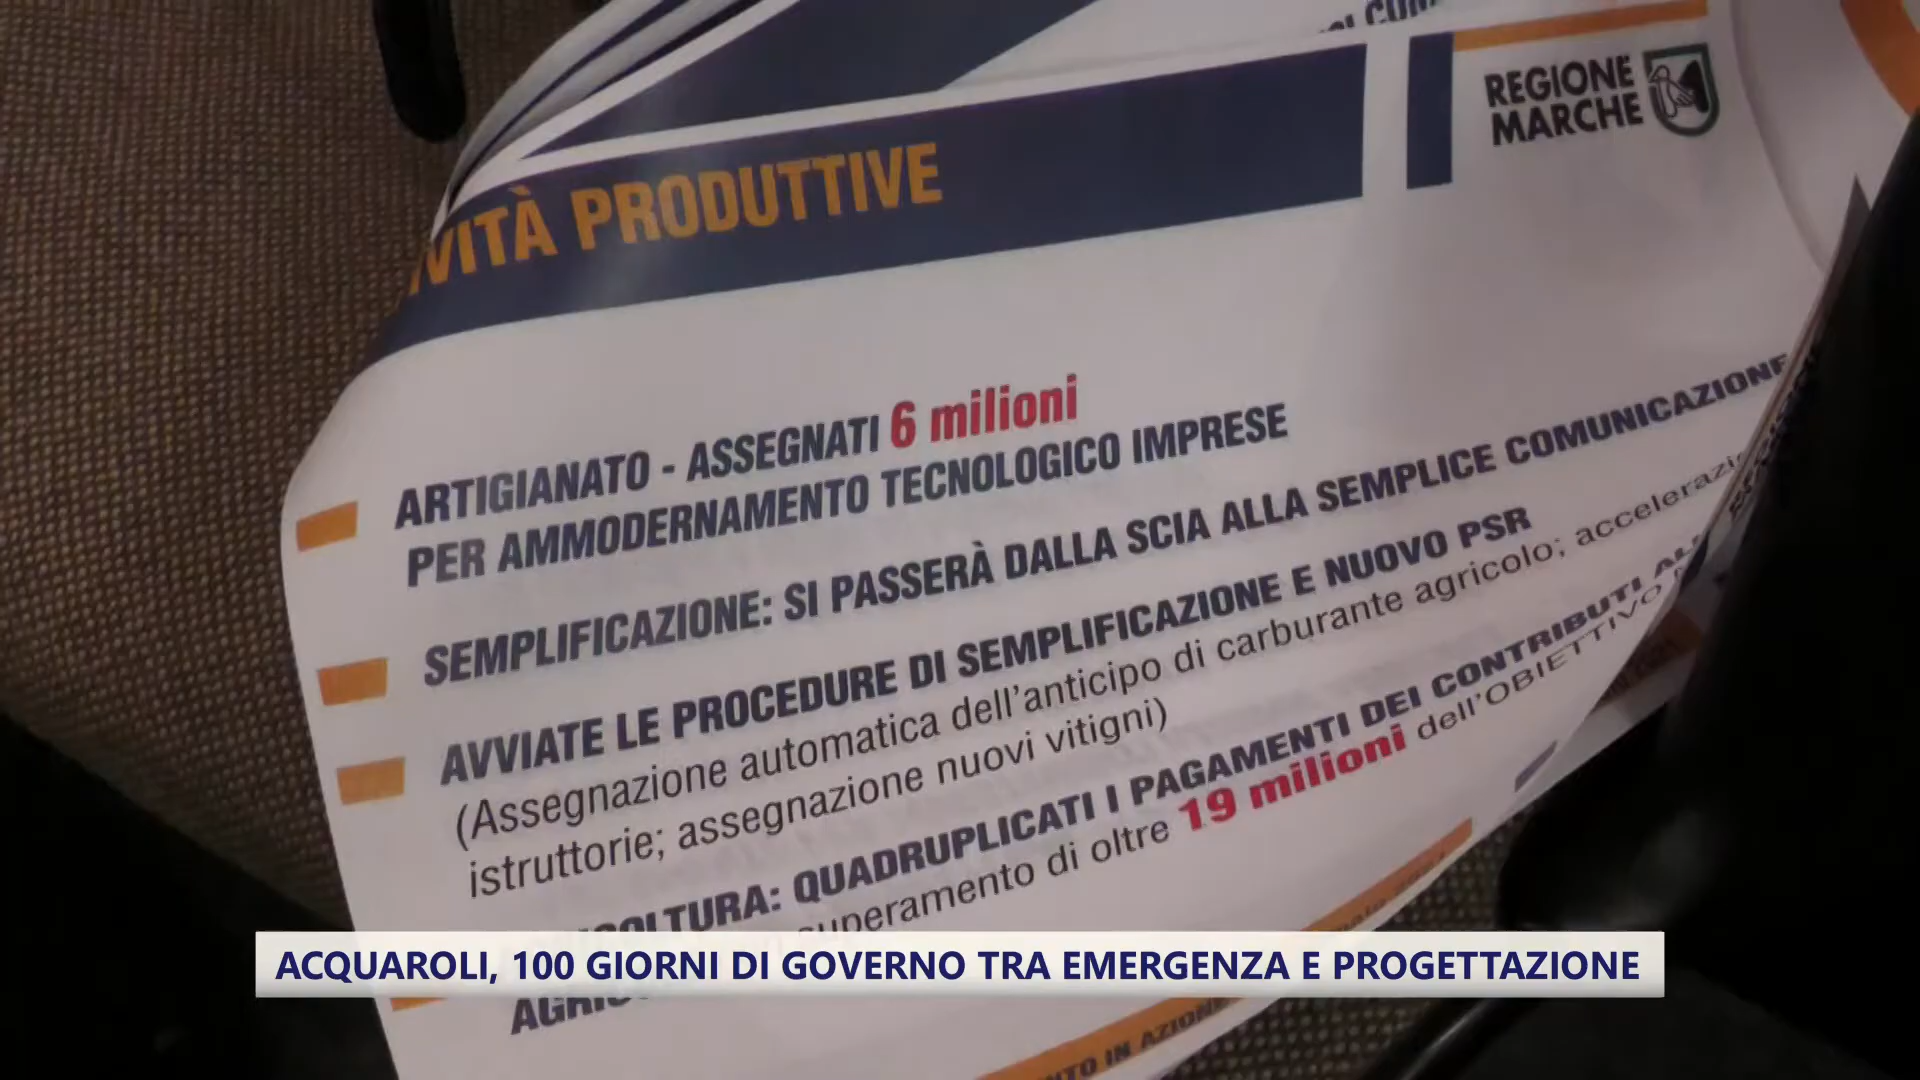 REGIONE
MARCHE
VITÀ PRODUTTIVE
ARTIGIANATO - ASSEGNATI 6 milioni
PER AMMODERNAMENTO TECNOLOGICO IMPRESE
SEMPLIFICAZIONE: SI PASSERÀ DALLA SCIA ALLA SEMPLICE COMUNICAZIONE
AVVIATE LE PROCEDURE DI SEMPLIFICAZIONE E NUOVO PSR
(Assegnazione automatica dell'anticipo di carburante agricolo; accelerazi
istruttorie; assegnazione nuovi vitigni)
COLTURA: QUADRUPLICATI I PAGAMENTI DEI CONTRIBUTI
superamento di oltre 19 milioni dell'OBIETTIVO
ACQUAROLI, 100 GIORNI DI GOVERNO TRA EMERGENZA E PROGETTAZIONE